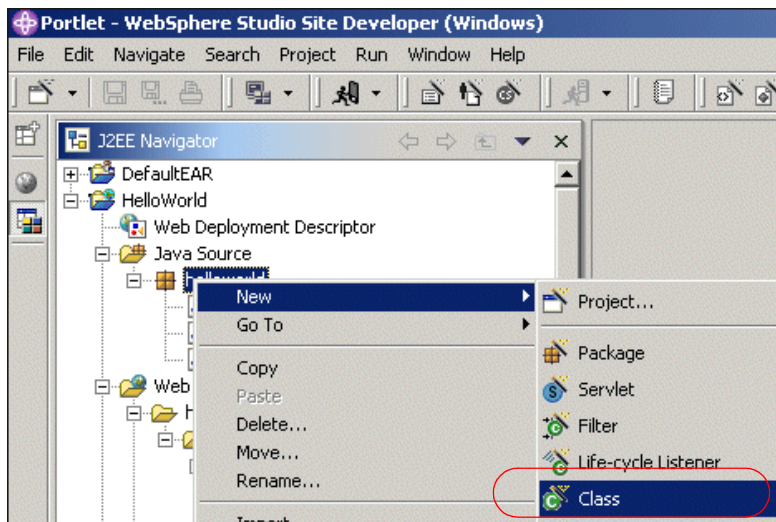 Portlet - WebSphere Studio Site Developer (Windows)
File Edit Navigate Search Project Run Window Help
J2EE Navigator
DefaultEAR
HelloWorld
Web Deployment Descriptor
Java Source
helloworld
New
Project...
Go To
Package
Copy
Servlet
Web
Paste
Filter
Delete...
Move...
Life-cycle Listener
Rename...
Class
Import...